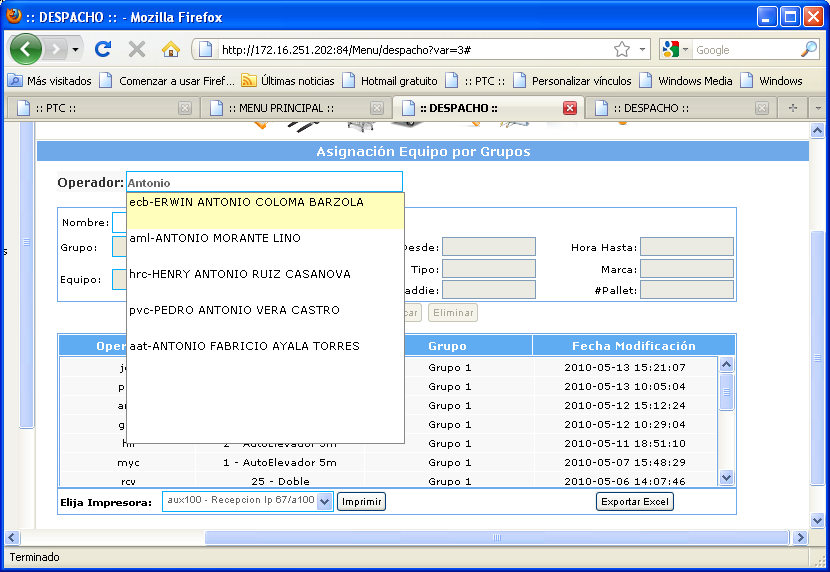 :: DESPACHO :: - Mozilla Firefox
http://172.16.251.202:84/Menu/despacho?var=3#
Google
Más visitados Comenzar a usar Firef... Últimas noticias Hotmail gratuito :: PTC :: Personalizar vínculos Windows Media Windows
:: PTC :: :: MENU PRINCIPAL :: :: DESPACHO :: :: DESPACHO ::
Asignación Equipo por Grupos
Operador: Antonio
ecb-ERWIN ANTONIO COLOMA BARZOLA
Nombre:
aml-ANTONIO MORANTE LINO
Grupo: Desde: Hora Hasta:
hrc-HENRY ANTONIO RUIZ CASANOVA
Tipo: Marca:
Equipo:
addie: #Pallet:
pvc-PEDRO ANTONIO VERA CASTRO
car Eliminar
aat-ANTONIO FABRICIO AYALA TORRES
Oper Grupo Fecha Modificación
Grupo 1 2010-05-13 15:21:07
p Grupo 1 2010-05-13 10:05:04
Grupo 1 2010-05-12 15:12:24
g Grupo 1 2010-05-12 10:29:04
2 - AutoElevador 5m Grupo 1 2010-05-11 18:51:10
myc 1 - AutoElevador 5m Grupo 1 2010-05-07 15:48:29
rcv 25 - Doble Grupo 1 2010-05-06 14:07:46
Elija Impresora: aux100 - Recepcion Ip 67/a100 Imprimir Exportar Excel
Terminado